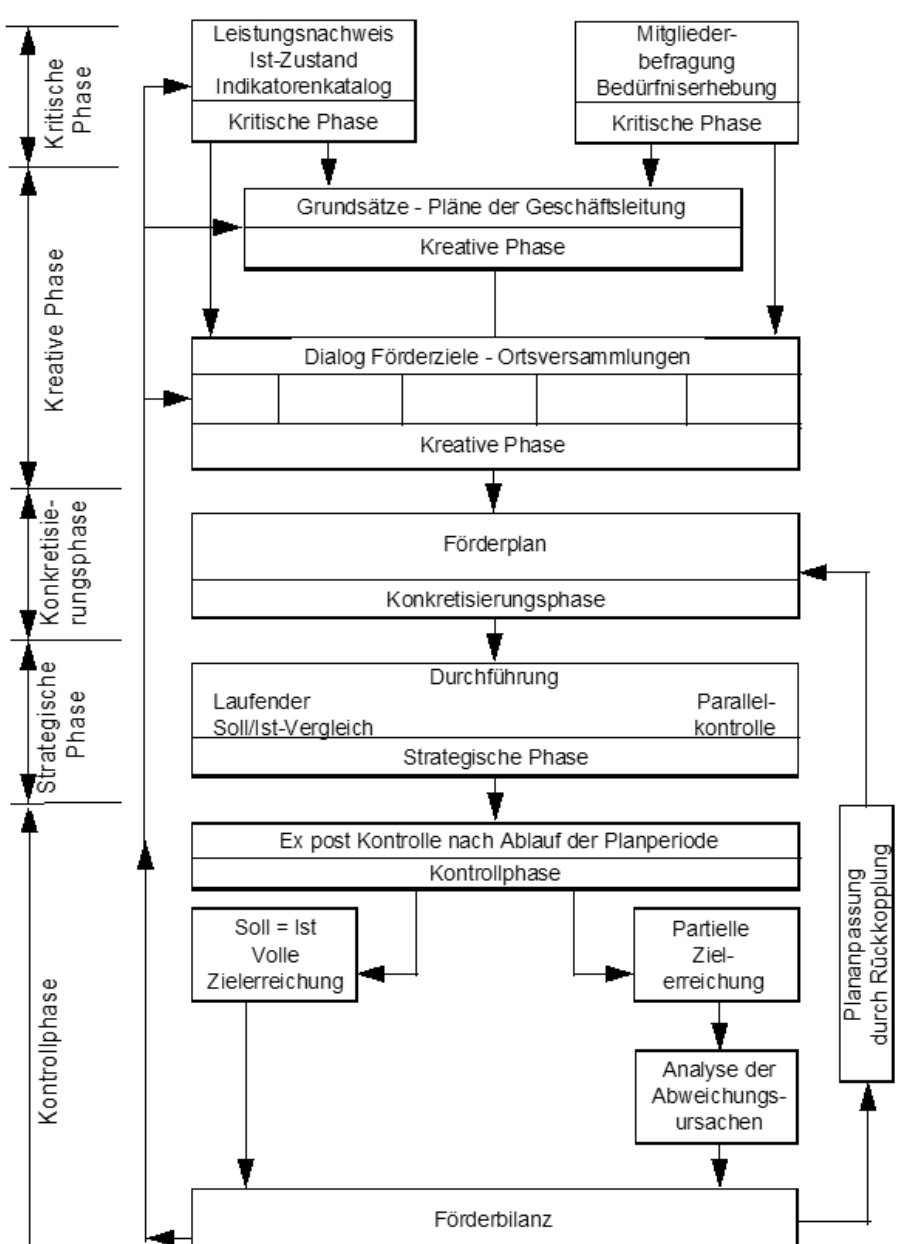 Kritische
Phase
Leistungsnachweis
Ist-Zustand
Indikatorenkatalog
Kritische Phase
Mitglieder-
befragung
Bedürfniserhebung
Kritische Phase
Kreative Phase
Grundsätze - Pläne der Geschäftsleitung
Kreative Phase
Dialog Förderziele - Ortsversammlungen
Kreative Phase
Konkretisie-
rungsphase
Förderplan
Konkretisierungsphase
Strategische
Phase
Durchführung
Laufender
Soll/Ist-Vergleich
Parallel-
kontrolle
Strategische Phase
Kontrollphase
Ex post Kontrolle nach Ablauf der Planperiode
Kontrollphase
Soll = Ist
Volle
Zielerreichung
Partielle
Ziel-
erreichung
Analyse der
Abweichungs-
ursachen
Plananpassung
durch Rückkopplung
Förderbilanz